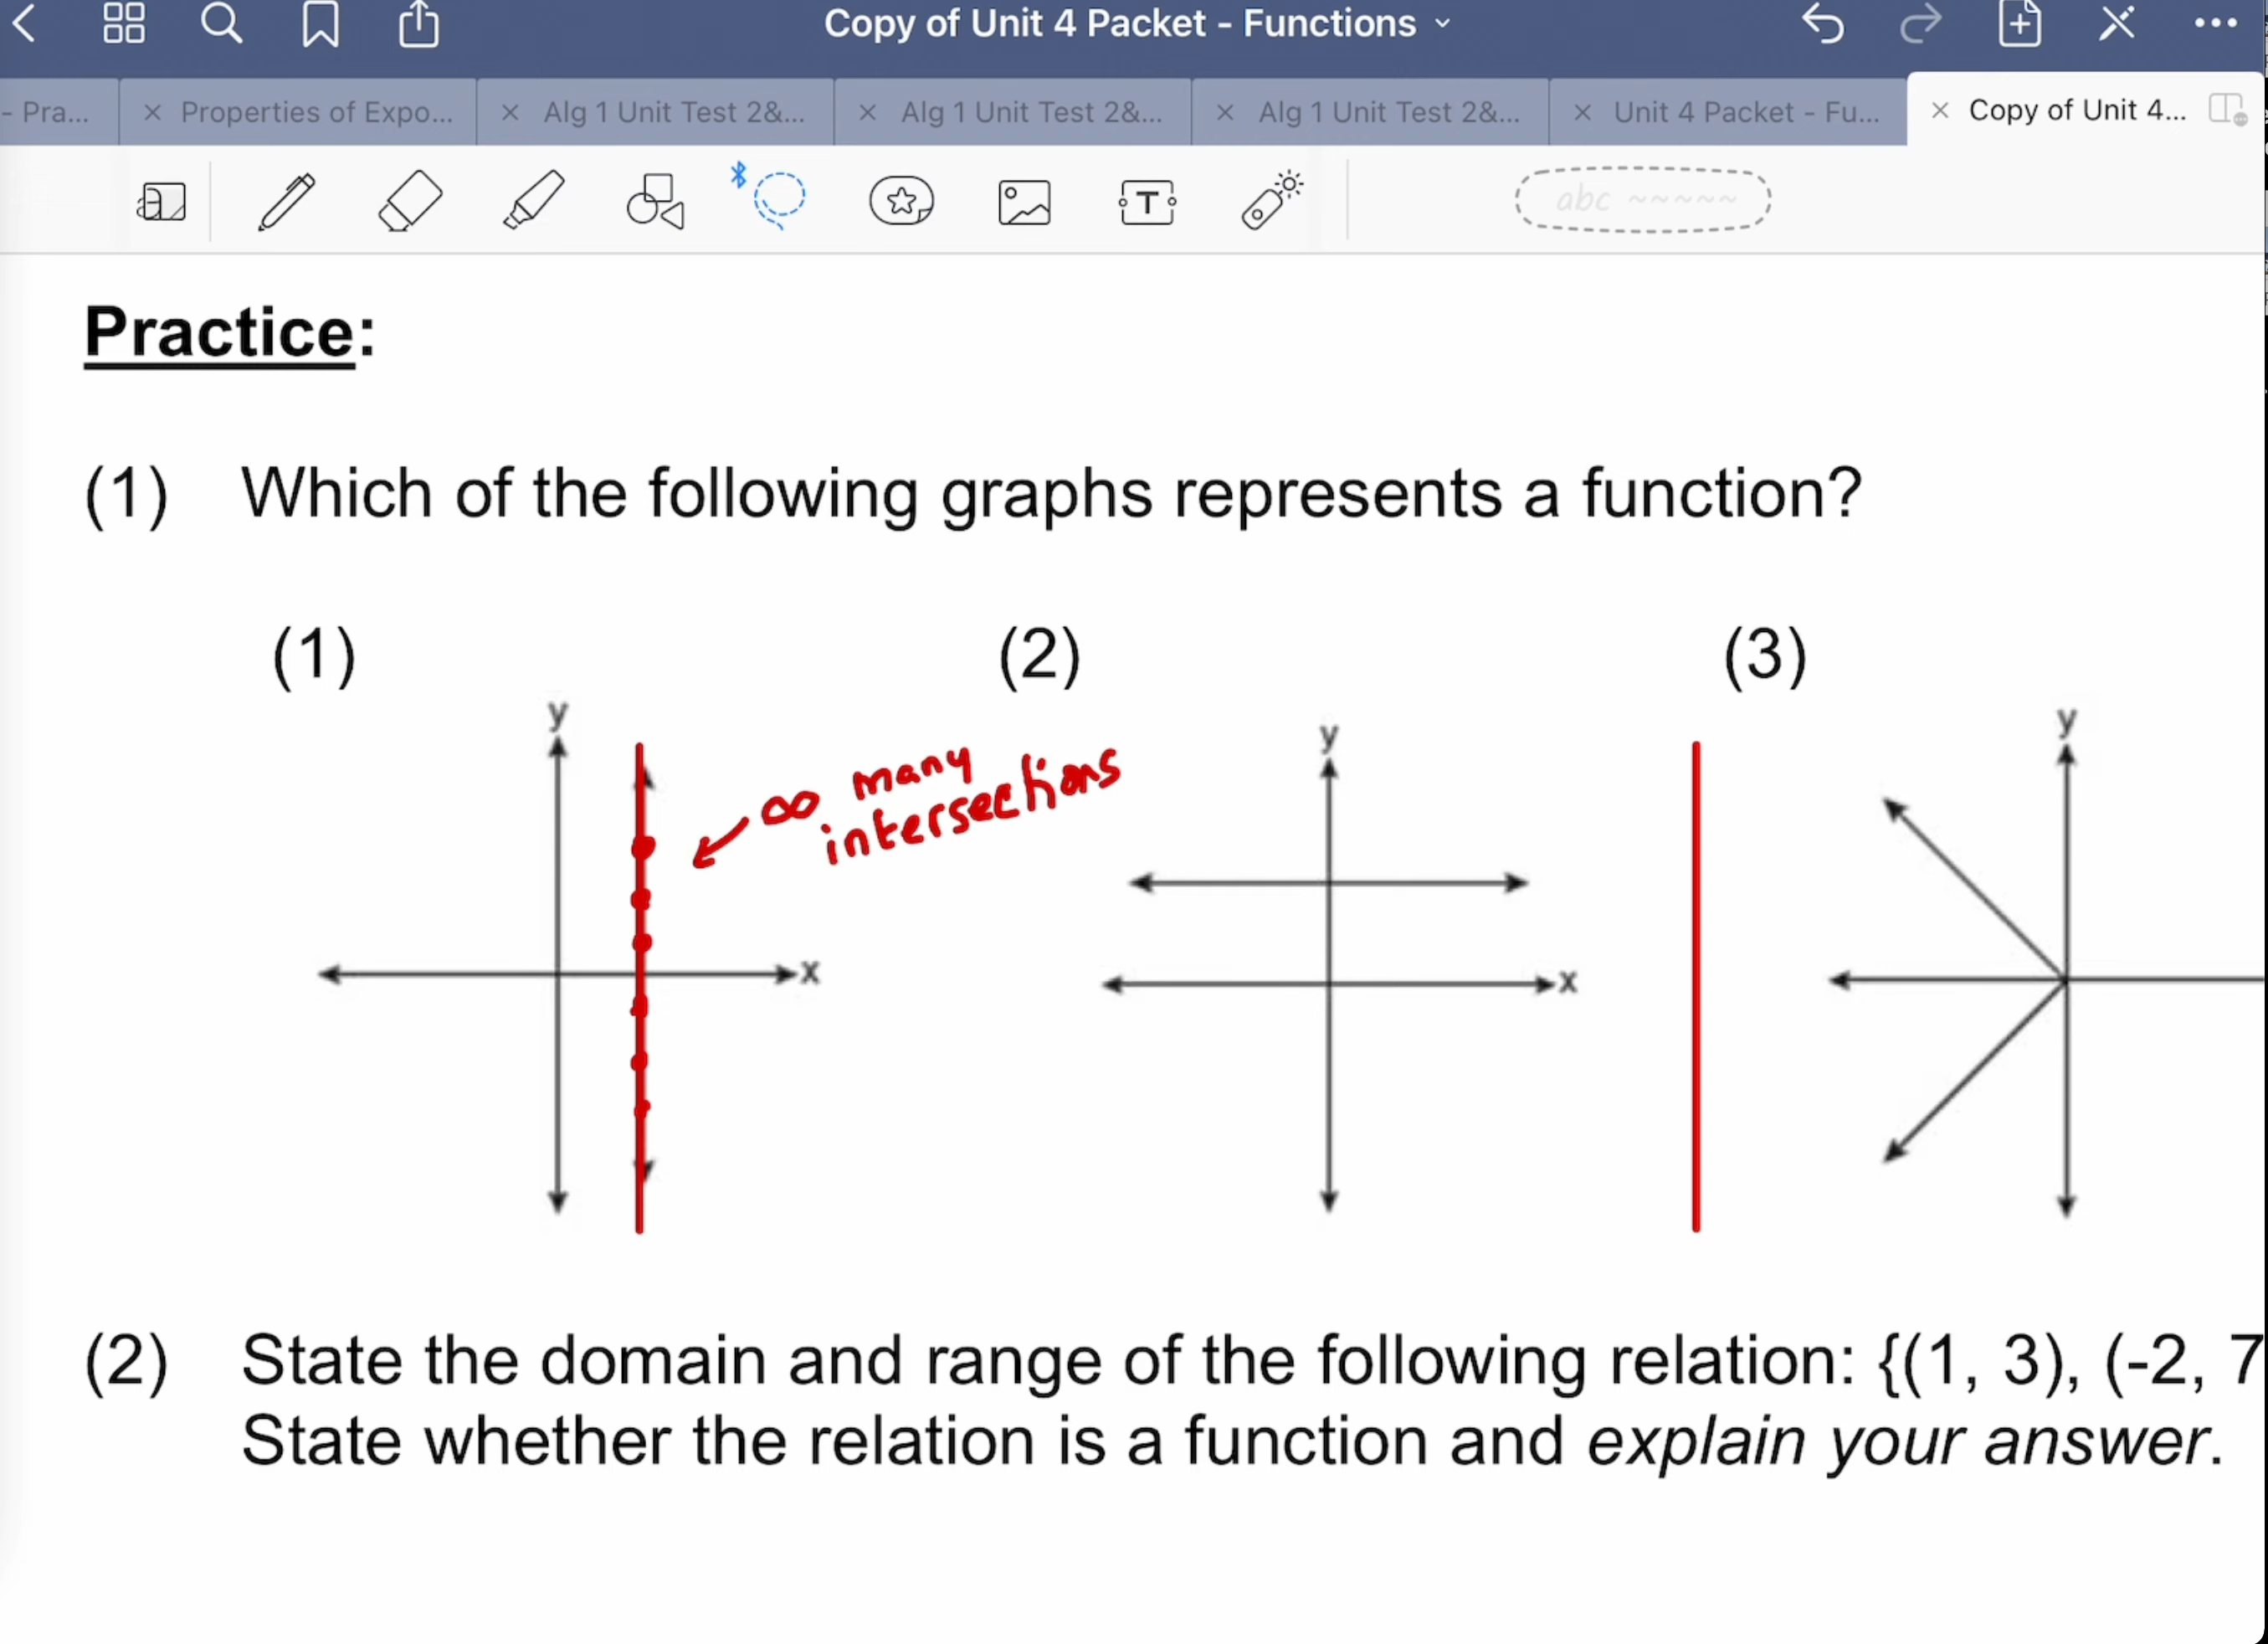 Copy of Unit 4 Packet - Functions
- Pra... Properties of Expo... Alg 1 Unit Test 2&... Alg 1 Unit Test 2&... Alg 1 Unit Test 2&... Unit 4 Packet - Fu... Copy of Unit 4...
a T abc
Practice:
(1) Which of the following graphs represents a function?
(1) (2) (3)
y y y
∞ many
intersections
x x
(2) State the domain and range of the following relation: {(1, 3), (-2, 7
State whether the relation is a function and explain your answer.